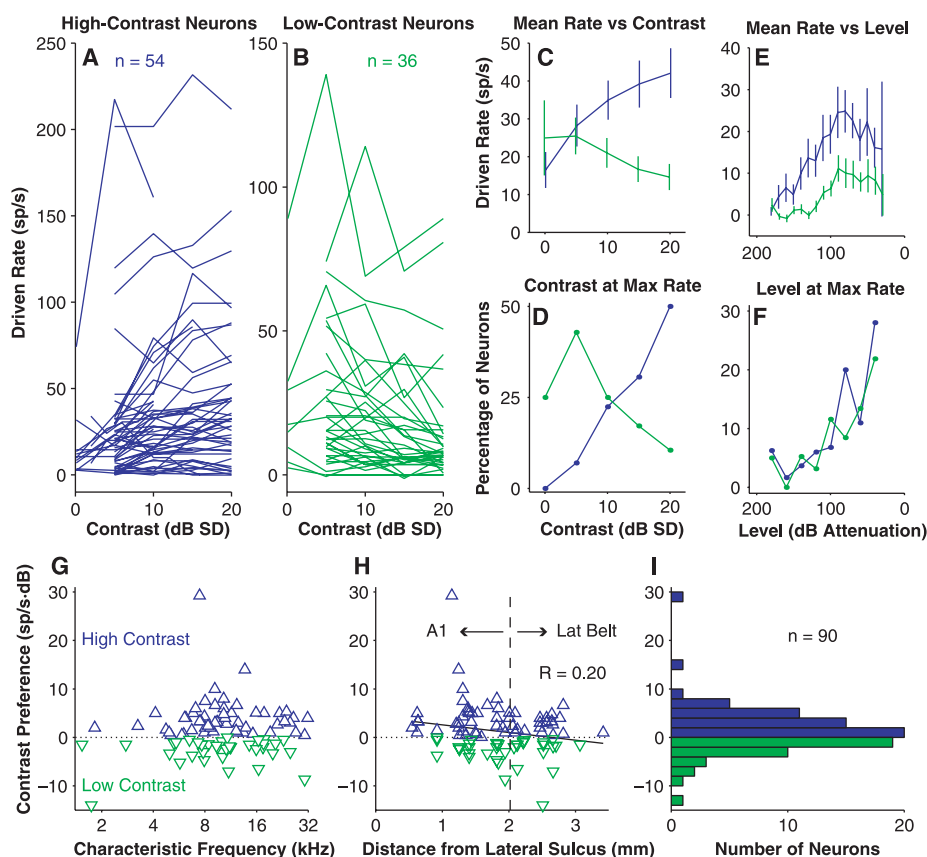 High-Contrast Neurons
Low-Contrast Neurons
Mean Rate vs Contrast
Mean Rate vs Level
A
n = 54
250
200
150
100
50
0
Driven Rate (sp/s)
0 10 20
Contrast (dB SD)
B
n = 36
150
100
50
0
0 10 20
Contrast (dB SD)
C
50
40
30
20
10
0
Driven Rate (sp/s)
0 10 20
E
40
30
20
10
0
200 100 0
Contrast at Max Rate
D
50
25
0
Percentage of Neurons
0 10 20
Contrast (dB SD)
Level at Max Rate
F
30
20
10
0
200 100 0
Level (dB Attenuation)
G
30
20
10
0
−10
Contrast Preference (sp/s·dB)
High Contrast
Low Contrast
2 4 8 16 32
Characteristic Frequency (kHz)
H
A1
Lat Belt
R = 0.20
0 1 2 3
Distance from Lateral Sulcus (mm)
I
30
20
10
0
−10
n = 90
0 10 20
Number of Neurons